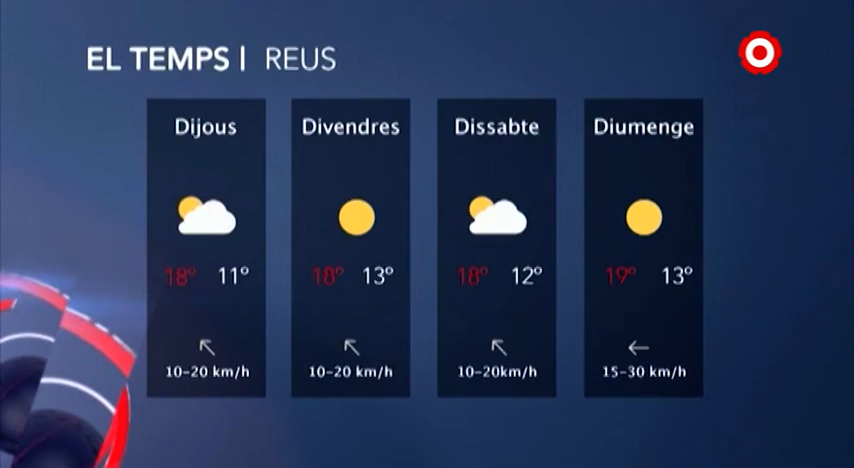 EL TEMPS | REUS
Dijous
18º 11º
10-20 km/h
Divendres
18º 13º
10-20 km/h
Dissabte
18º 12º
10-20km/h
Diumenge
19º 13º
15-30 km/h